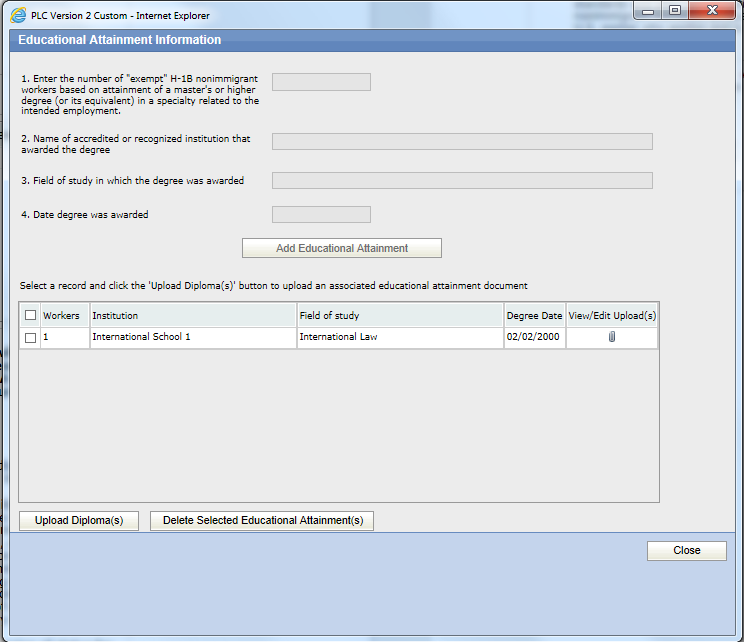 PLC Version 2 Custom - Internet Explorer
Educational Attainment Information
1. Enter the number of "exempt" H-1B nonimmigrant
workers based on attainment of a master's or higher
degree (or its equivalent) in a specialty related to the
intended employment.
2. Name of accredited or recognized institution that
awarded the degree
3. Field of study in which the degree was awarded
4. Date degree was awarded
Add Educational Attainment
Select a record and click the 'Upload Diploma(s)' button to upload an associated educational attainment document
Workers Institution Field of study Degree Date View/Edit Upload(s)
1 International School 1 International Law 02/02/2000
Upload Diploma(s) Delete Selected Educational Attainment(s)
Close